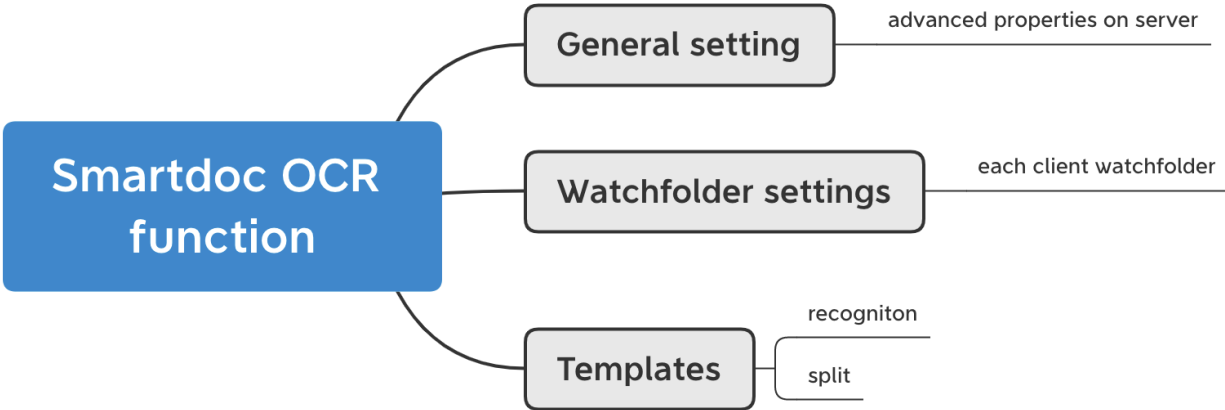 Smartdoc OCR
function
General setting
advanced properties on server
Watchfolder settings
each client watchfolder
Templates
recogniton
split